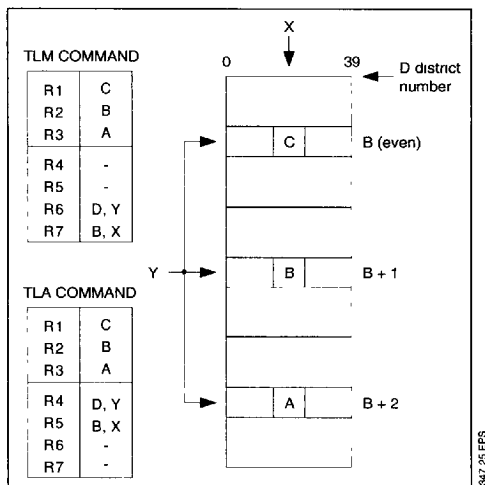 TLM COMMAND
R1 C
R2 B
R3 A
R4 -
R5 -
R6 D, Y
R7 B, X
TLA COMMAND
R1 C
R2 B
R3 A
R4 D, Y
R5 B, X
R6 -
R7 -
X
0 39
D district
number
C B (even)
Y
B B + 1
A B + 2
347 25 EPS